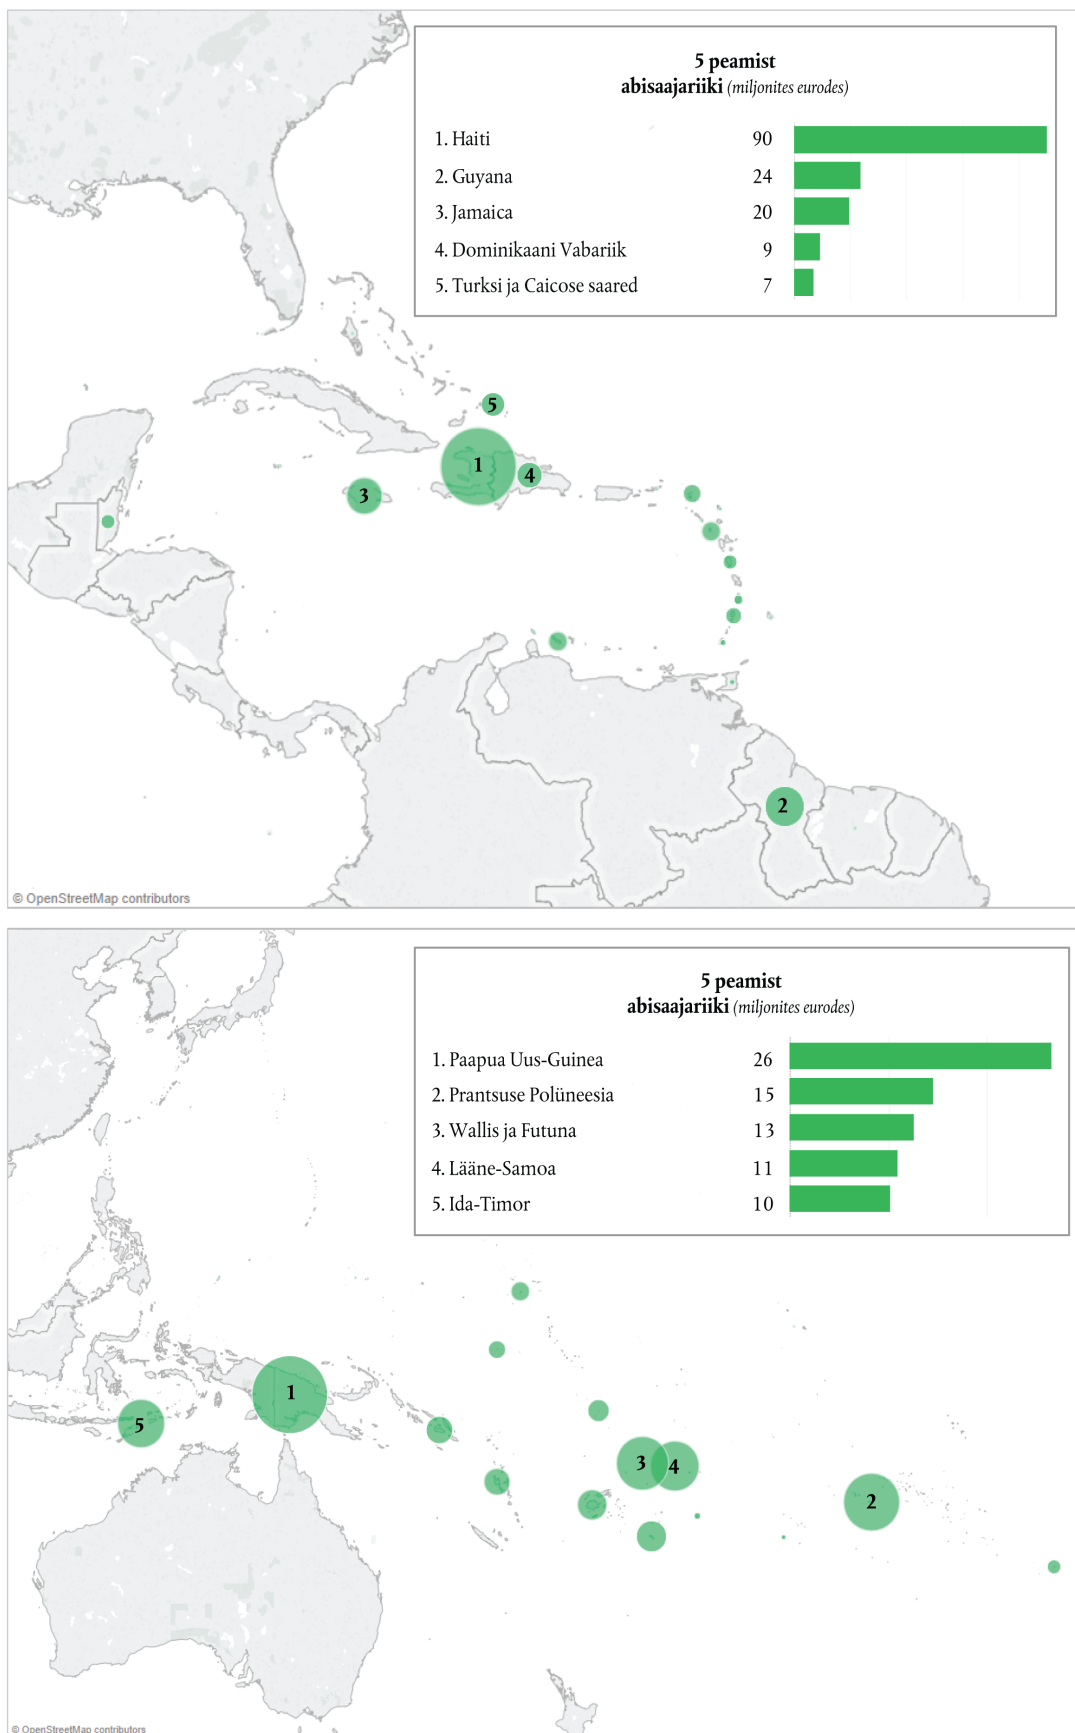 5 peamist
abisaajariiki (miljonites eurodes)
1. Haiti 90
2. Guyana 24
3. Jamaica 20
4. Dominikaani Vabariik 9
5. Turksi ja Caicose saared 7
5
1
4
3
2
© OpenStreetMap contributors
5 peamist
abisaajariiki (miljonites eurodes)
1. Paapua Uus-Guinea 26
2. Prantsuse Polüneesia 15
3. Wallis ja Futuna 13
4. Lääne-Samoa 11
5. Ida-Timor 10
1
5
3
4
2
© OpenStreetMap contributors